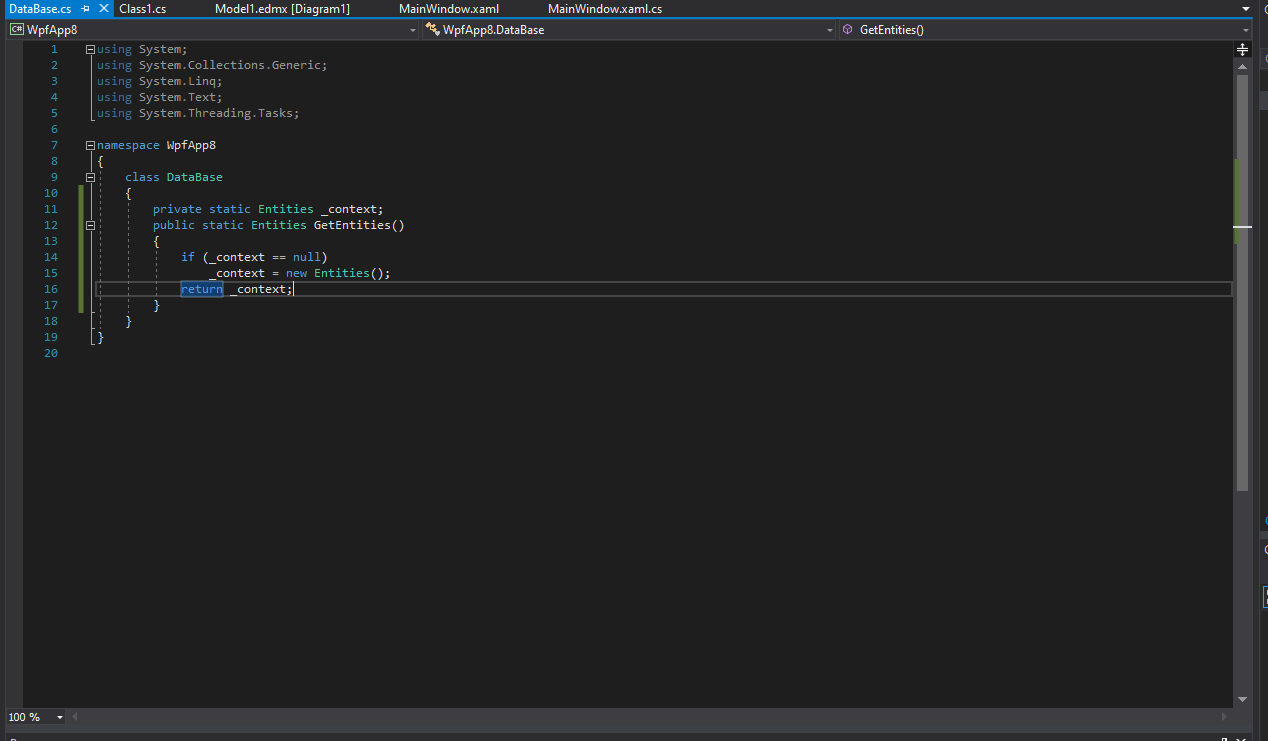 DataBase.cs Class1.cs Model1.edmx [Diagram1] MainWindow.xaml MainWindow.xaml.cs
C# WpfApp8 WpfApp8.DataBase GetEntities()
1 using System;
2 using System.Collections.Generic;
3 using System.Linq;
4 using System.Text;
5 using System.Threading.Tasks;
6
7 namespace WpfApp8
8 {
9 class DataBase
10 {
11 private static Entities _context;
12 public static Entities GetEntities()
13 {
14 if (_context == null)
15 _context = new Entities();
16 return _context;
17 }
18 }
19 }
20
100 %